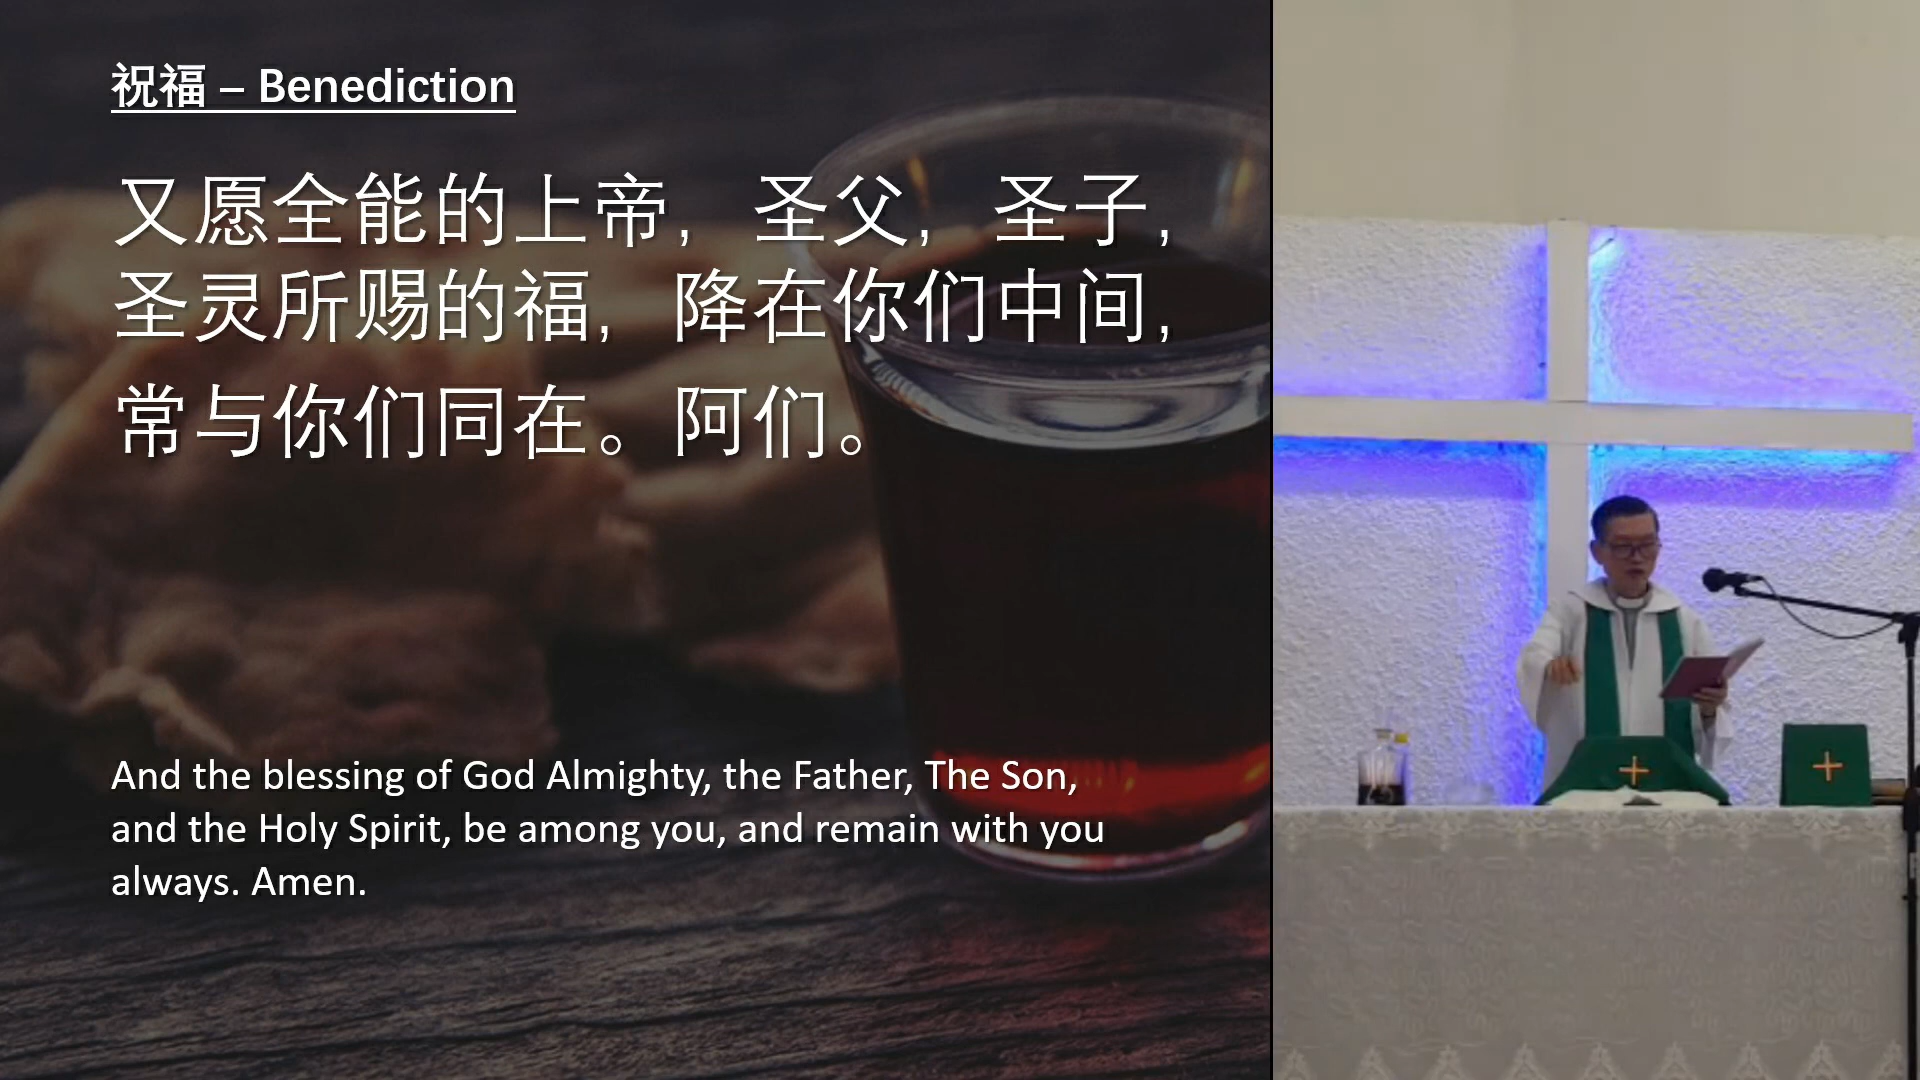 祝福 – Benediction
又愿全能的上帝，圣父，圣子，
圣灵所赐的福，降在你们中间，
常与你们同在。阿们。
And the blessing of God Almighty, the Father, The Son,
and the Holy Spirit, be among you, and remain with you
always. Amen.